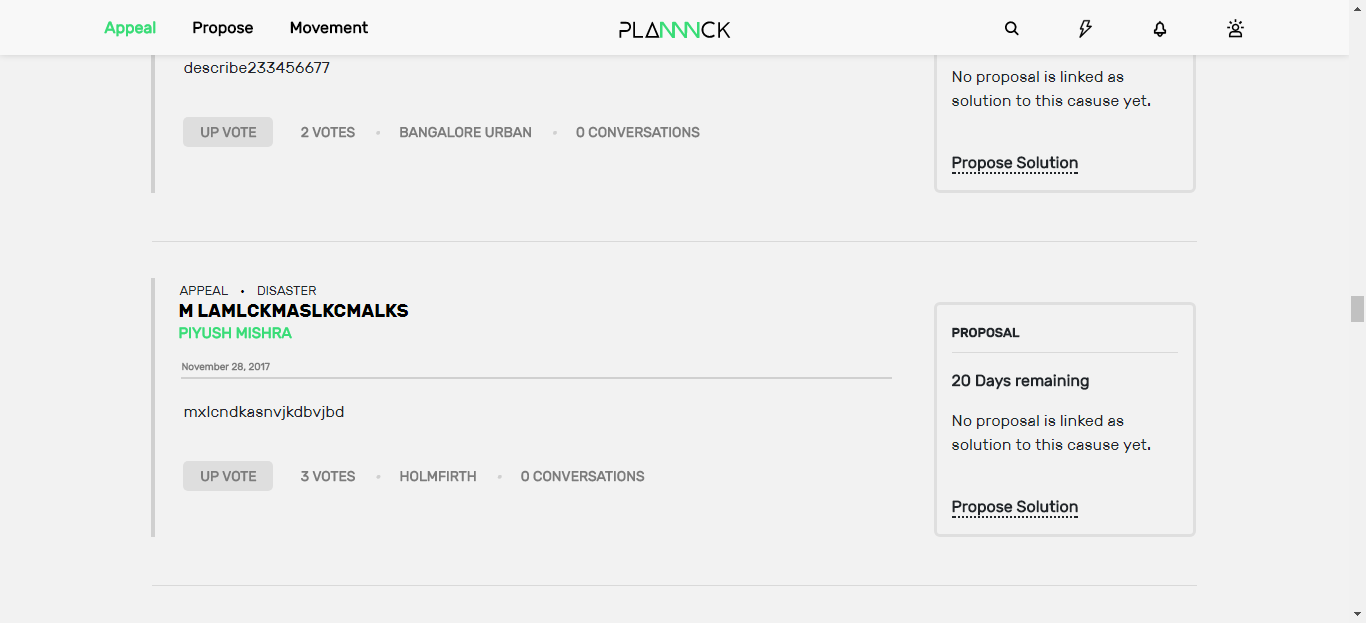 Appeal Propose Movement PLANNNCK
describe233456677
UP VOTE 2 VOTES • BANGALORE URBAN • 0 CONVERSATIONS
No proposal is linked as
solution to this casuse yet.
Propose Solution
APPEAL • DISASTER
M LAMLCKMASLKCMALKS
PIYUSH MISHRA
November 28, 2017
mxlcndkasnvjkdbvjbd
UP VOTE 3 VOTES • HOLMFIRTH • 0 CONVERSATIONS
PROPOSAL
20 Days remaining
No proposal is linked as
solution to this casuse yet.
Propose Solution